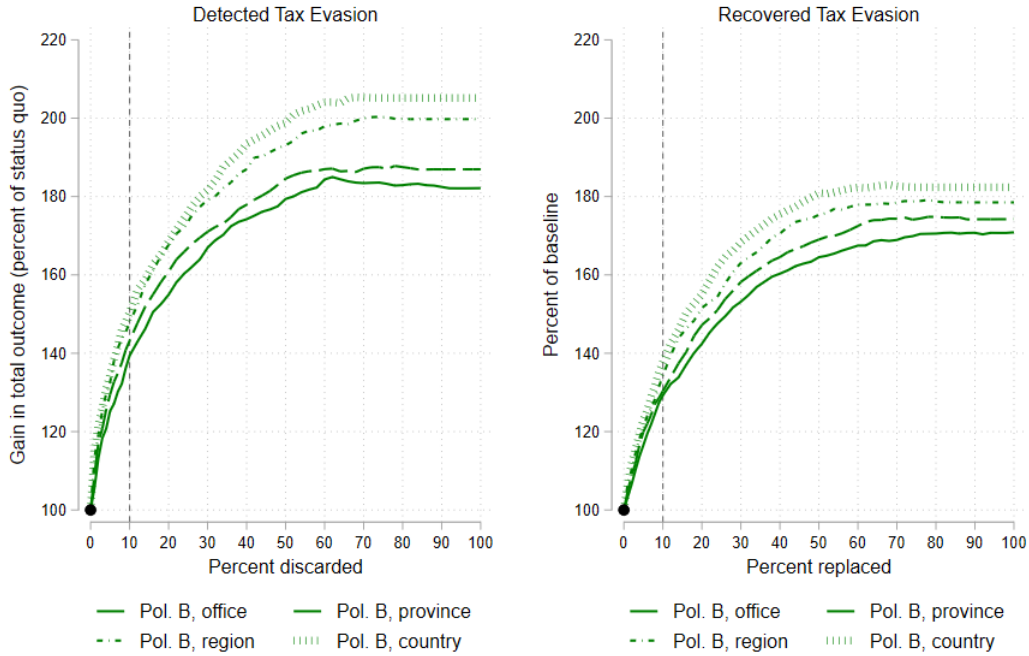 Detected Tax Evasion
Gain in total outcome (percent of status quo)
220
200
180
160
140
120
100
0 10 20 30 40 50 60 70 80 90 100
Percent discarded
Pol. B, office Pol. B, province
Pol. B, region Pol. B, country
Recovered Tax Evasion
Percent of baseline
220
200
180
160
140
120
100
0 10 20 30 40 50 60 70 80 90 100
Percent replaced
Pol. B, office Pol. B, province
Pol. B, region Pol. B, country